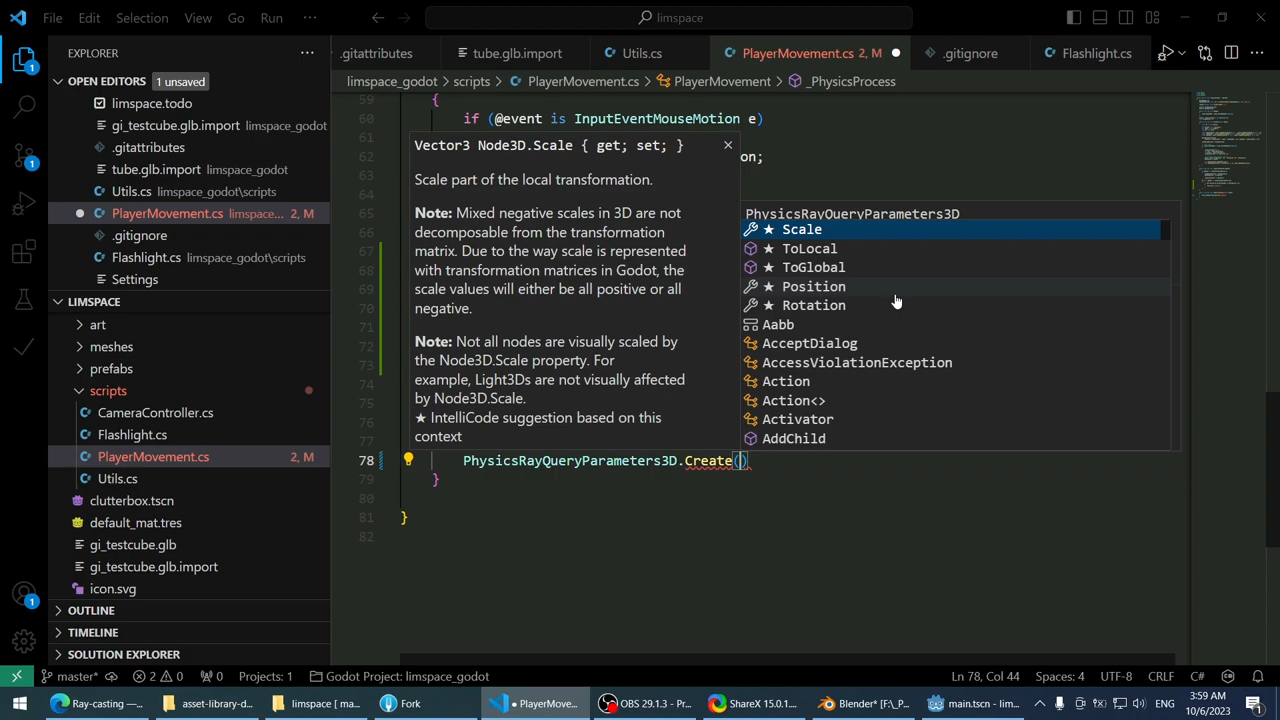 File Edit Selection View Go Run ··· limspace
EXPLORER ···
.gitattributes tube.glb.import Utils.cs PlayerMovement.cs 2, M .gitignore Flashlight.cs
OPEN EDITORS 1 unsaved
limspace_godot > scripts > PlayerMovement.cs > PlayerMovement > _PhysicsProcess
limspace.todo
gi_testcube.glb.import limspace_godot
.gitattributes
tube.glb.import limspace_godot
Utils.cs limspace_godot\scripts
PlayerMovement.cs limspace... 2, M
.gitignore
Flashlight.cs limspace_godot\scripts
Settings
LIMSPACE
art
meshes
prefabs
scripts
CameraController.cs
Flashlight.cs
PlayerMovement.cs 2, M
Utils.cs
clutterbox.tscn
default_mat.tres
gi_testcube.glb
gi_testcube.glb.import
icon.svg
OUTLINE
TIMELINE
SOLUTION EXPLORER
59 {
60 if (@event is InputEventMouseMotion e)
61
62
63
64
65
66
67
68
69
70
71
72
73
74
75
76
77
78 PhysicsRayQueryParameters3D.Create()
79 }
80
81 }
82
Vector3 Node3D.Scale { get; set; }
Scale part of the local transformation.
Note: Mixed negative scales in 3D are not
decomposable from the transformation
matrix. Due to the way scale is represented
with transformation matrices in Godot, the
scale values will either be all positive or all
negative.
Note: Not all nodes are visually scaled by
the Node3D.Scale property. For
example, Light3Ds are not visually affected
by Node3D.Scale.
★ IntelliCode suggestion based on this
context
PhysicsRayQueryParameters3D
★ Scale
★ ToLocal
★ ToGlobal
★ Position
★ Rotation
Aabb
AcceptDialog
AccessViolationException
Action
Action<>
Activator
AddChild
1
1
1
master* 2 0 0 Projects: 1 Godot Project: limspace_godot Ln 78, Col 44 Spaces: 4 UTF-8 CRLF C#
Ray-casting —... asset-library-d... limspace [ ma... Fork PlayerMove... OBS 29.1.3 - Pr... ShareX 15.0.1... Blender* [F:\_P... main.tscn - lim... ENG 3:59 AM
10/6/2023